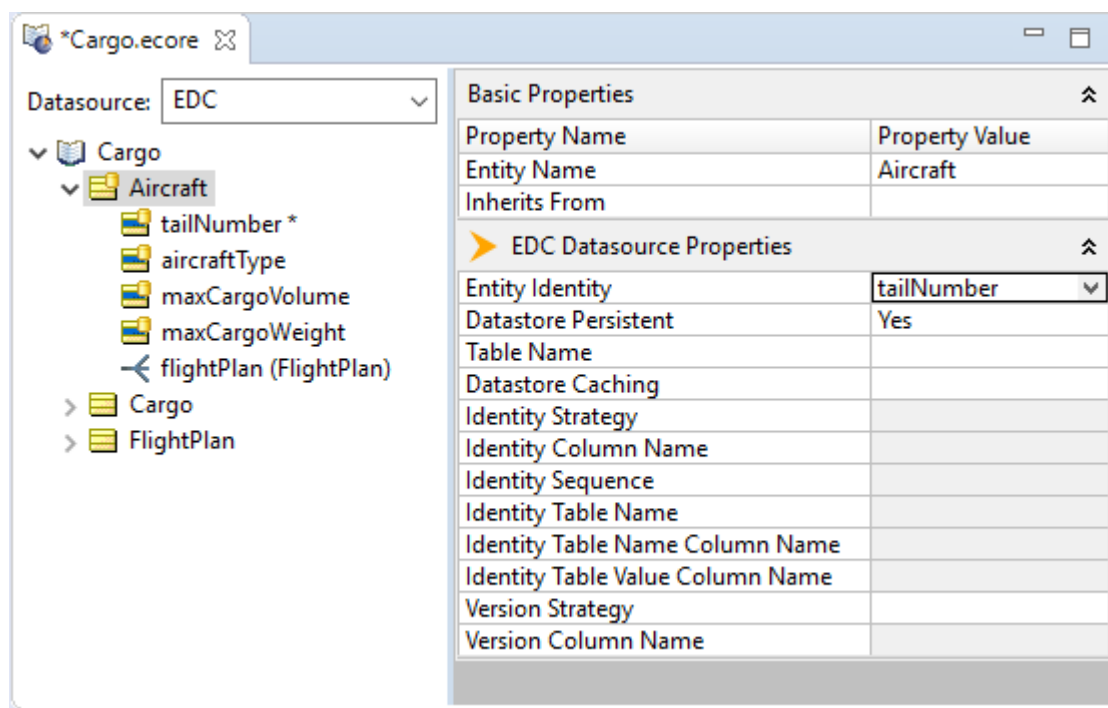 *Cargo.ecore
Datasource: EDC
Cargo
Aircraft
tailNumber *
aircraftType
maxCargoVolume
maxCargoWeight
flightPlan (FlightPlan)
Cargo
FlightPlan
Basic Properties
Property Name Property Value
Entity Name Aircraft
Inherits From
EDC Datasource Properties
Entity Identity tailNumber
Datastore Persistent Yes
Table Name
Datastore Caching
Identity Strategy
Identity Column Name
Identity Sequence
Identity Table Name
Identity Table Name Column Name
Identity Table Value Column Name
Version Strategy
Version Column Name